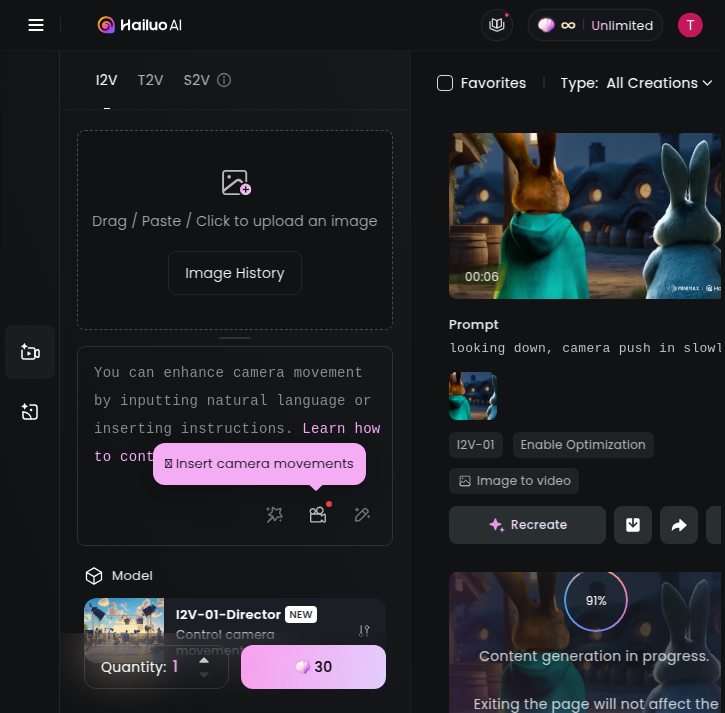 Hailuo AI
∞ Unlimited
T
I2V T2V S2V
Favorites
Type: All Creations
Drag / Paste / Click to upload an image
Image History
You can enhance camera movement
by inputting natural language or
inserting instructions. Learn how
to cont
Insert camera movements
Model
I2V-01-Director NEW
Control camera
movement
Quantity: 1
30
00:06
MINIMAX
Prompt
looking down, camera push in slowl
I2V-01
Enable Optimization
Image to video
Recreate
91%
Content generation in progress.
Exiting the page will not affect the